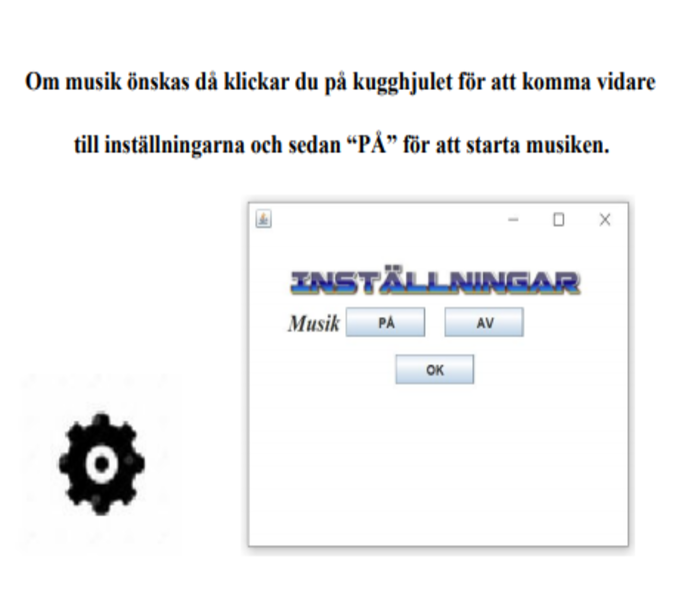 Om musik önskas då klickar du på kugghjulet för att komma vidare
till inställningarna och sedan “PÅ” för att starta musiken.
INSTÄLLNINGAR
Musik PÅ AV
OK